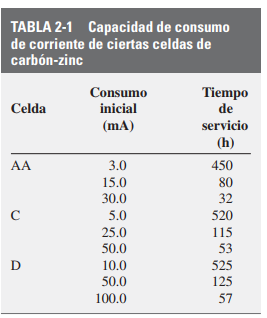 TABLA 2-1 Capacidad de consumo
de corriente de ciertas celdas de
carbón-zinc
Celda Consumo inicial (mA) Tiempo de servicio (h)
AA 3.0 450
15.0 80
30.0 32
C 5.0 520
25.0 115
50.0 53
D 10.0 525
50.0 125
100.0 57